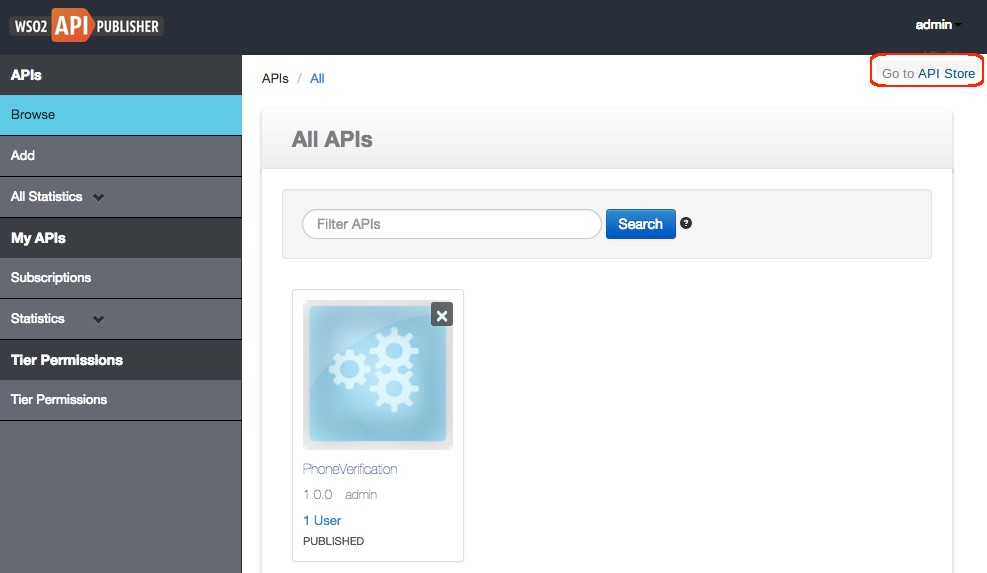 WSO2 API PUBLISHER
admin
APIs
Browse
Add
All Statistics
My APIs
Subscriptions
Statistics
Tier Permissions
Tier Permissions
APIs / All
Go to API Store
All APIs
Filter APIs
Search ?
PhoneVerification
1.0.0 admin
1 User
PUBLISHED